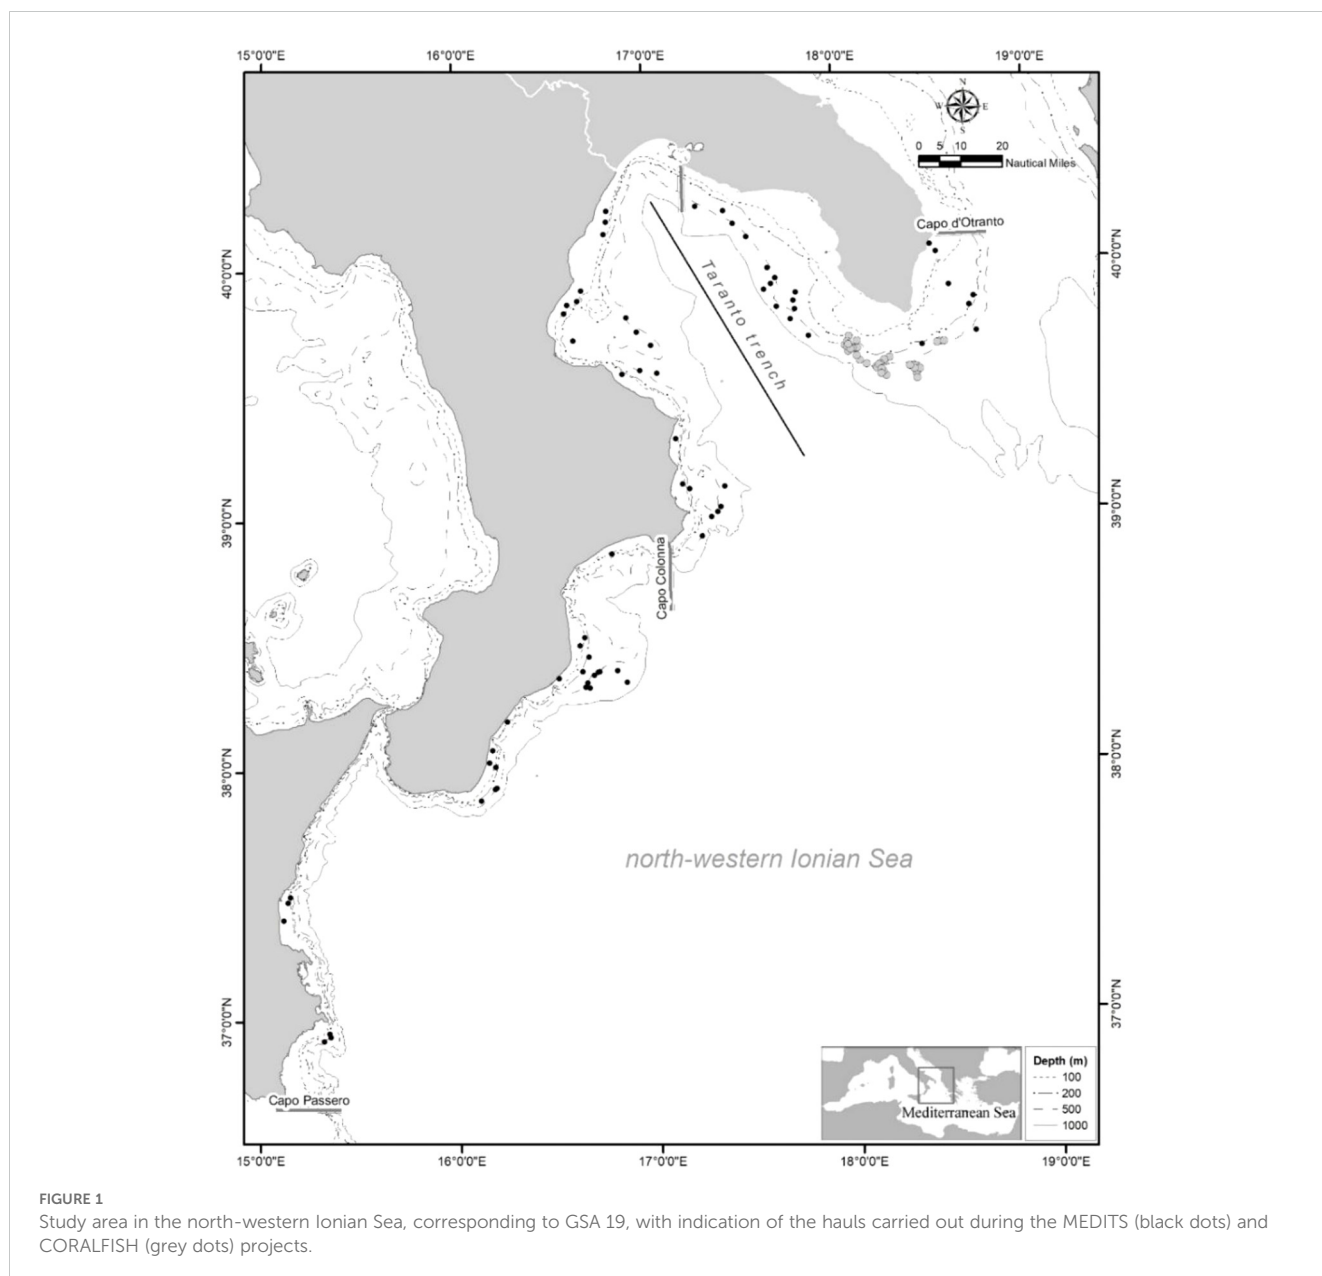 15°0'0"E 16°0'0"E 17°0'0"E 18°0'0"E 19°0'0"E
N
W E
S
0 5 10 20
Nautical Miles
Capo d'Otranto
40°0'0"N
40°0'0"N
Taranto trench
39°0'0"N
39°0'0"N
Capo Colonna
38°0'0"N
38°0'0"N
north-western Ionian Sea
37°0'0"N
37°0'0"N
Capo Passero
Mediterranean Sea
Depth (m)
100
200
500
1000
15°0'0"E 16°0'0"E 17°0'0"E 18°0'0"E 19°0'0"E
FIGURE 1
Study area in the north-western Ionian Sea, corresponding to GSA 19, with indication of the hauls carried out during the MEDITS (black dots) and
CORALFISH (grey dots) projects.